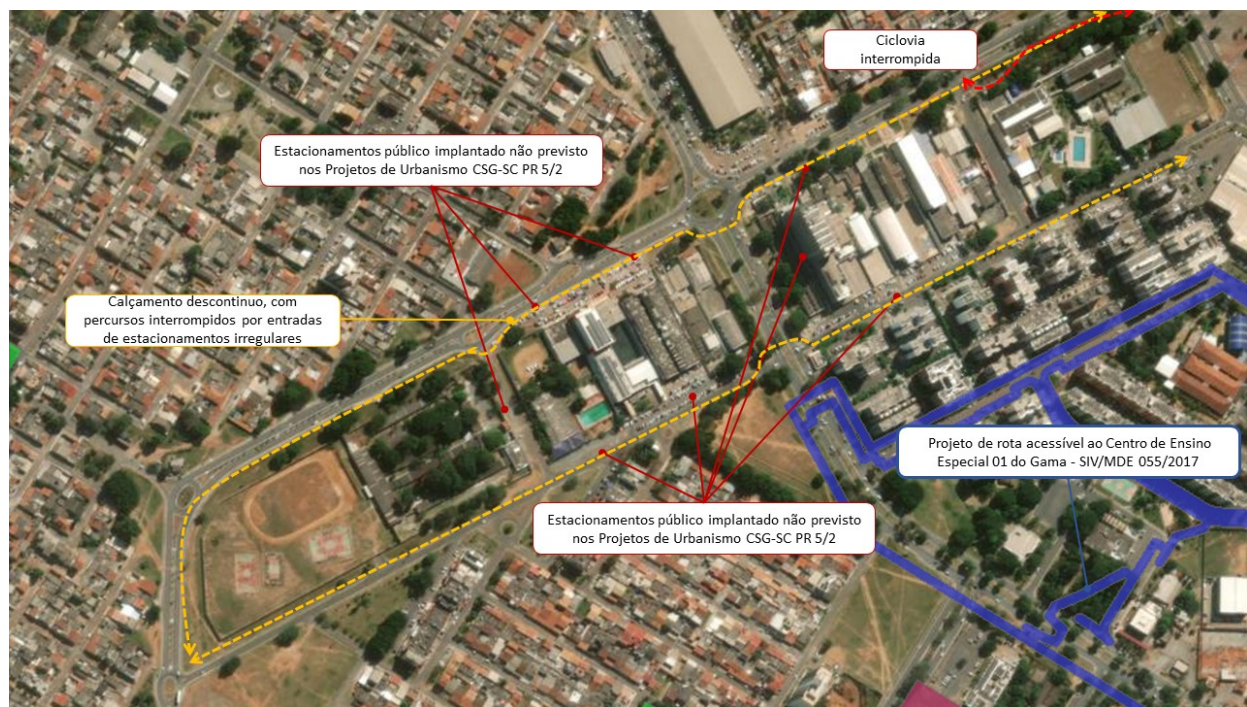 Ciclovia
interrompida
Estacionamentos público implantado não previsto
nos Projetos de Urbanismo CSG-SC PR 5/2
Calçamento descontínuo, com
percursos interrompidos por entradas
de estacionamentos irregulares
Projeto de rota acessível ao Centro de Ensino
Especial 01 do Gama - SIV/MDE 055/2017
Estacionamentos público implantado não previsto
nos Projetos de Urbanismo CSG-SC PR 5/2